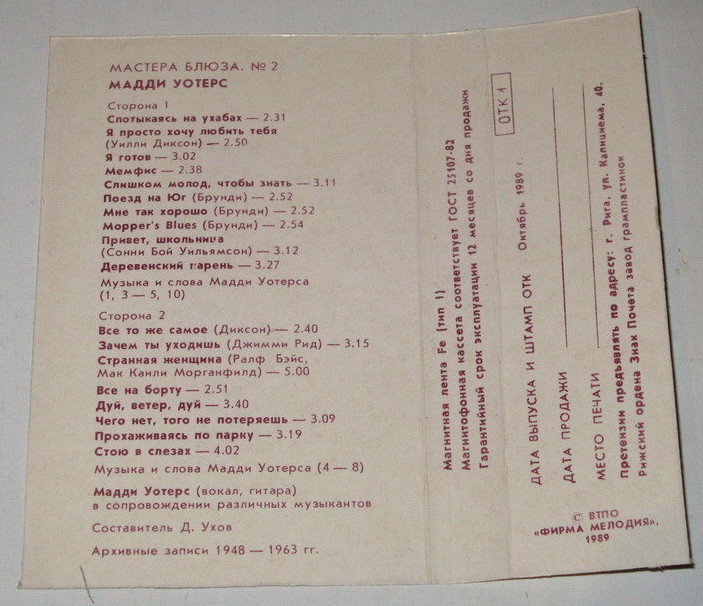 МАСТЕРА БЛЮЗА. № 2
МАДДИ УОТЕРС
Сторона 1
Спотыкаясь на ухабах — 2.31
Я просто хочу любить тебя
(Уилли Диксон) — 2.50
Я готов — 3.02
Мемфис — 2.38
Слишком молод, чтобы знать — 3.11
Поезд на Юг (Брунди) — 2.52
Мне так хорошо (Брунди) — 2.52
Mopper's Blues (Брунди) — 2.54
Привет, школьница
(Сонни Бой Уильямсон) — 3.12
Деревенский парень — 3.27
Музыка и слова Мадди Уотерса
(1, 3 — 5, 10)
Сторона 2
Все то же самое (Диксон) — 2.40
Зачем ты уходишь (Джимми Рид) — 3.15
Странная женщина (Ралф Бэйс,
Мак Канли Морганфилд) — 5.00
Все на борту — 2.51
Дуй, ветер, дуй — 3.40
Чего нет, того не потеряешь — 3.09
Прохаживаясь по парку — 3.19
Стою в слезах — 4.02
Музыка и слова Мадди Уотерса (4 — 8)
Мадди Уотерс (вокал, гитара)
в сопровождении различных музыкантов
Составитель Д. Ухов
Архивные записи 1948 — 1963 гг.
Магнитная лента Fe (тип 1)
Магнитофонная кассета соответствует ГОСТ 25107-82
Гарантийный срок эксплуатации 12 месяцев со дня продажи
ОТК 1
ДАТА ВЫПУСКА И ШТАМП ОТК Октябрь 1989 г.
ДАТА ПРОДАЖИ
МЕСТО ПЕЧАТИ
Претензии предъявлять по адресу: г. Рига, ул. Капициема, 40.
Рижский ордена Знак Почета завод грампластинок
© ВТПО
«ФИРМА МЕЛОДИЯ»,
1989